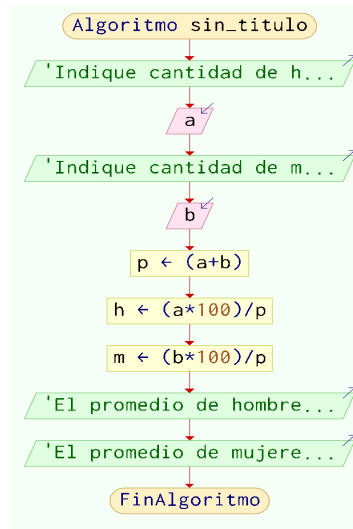 Algoritmo sin_titulo
'Indique cantidad de h...
a
'Indique cantidad de m...
b
p ← (a+b)
h ← (a*100)/p
m ← (b*100)/p
'El promedio de hombre...
'El promedio de mujere...
FinAlgoritmo